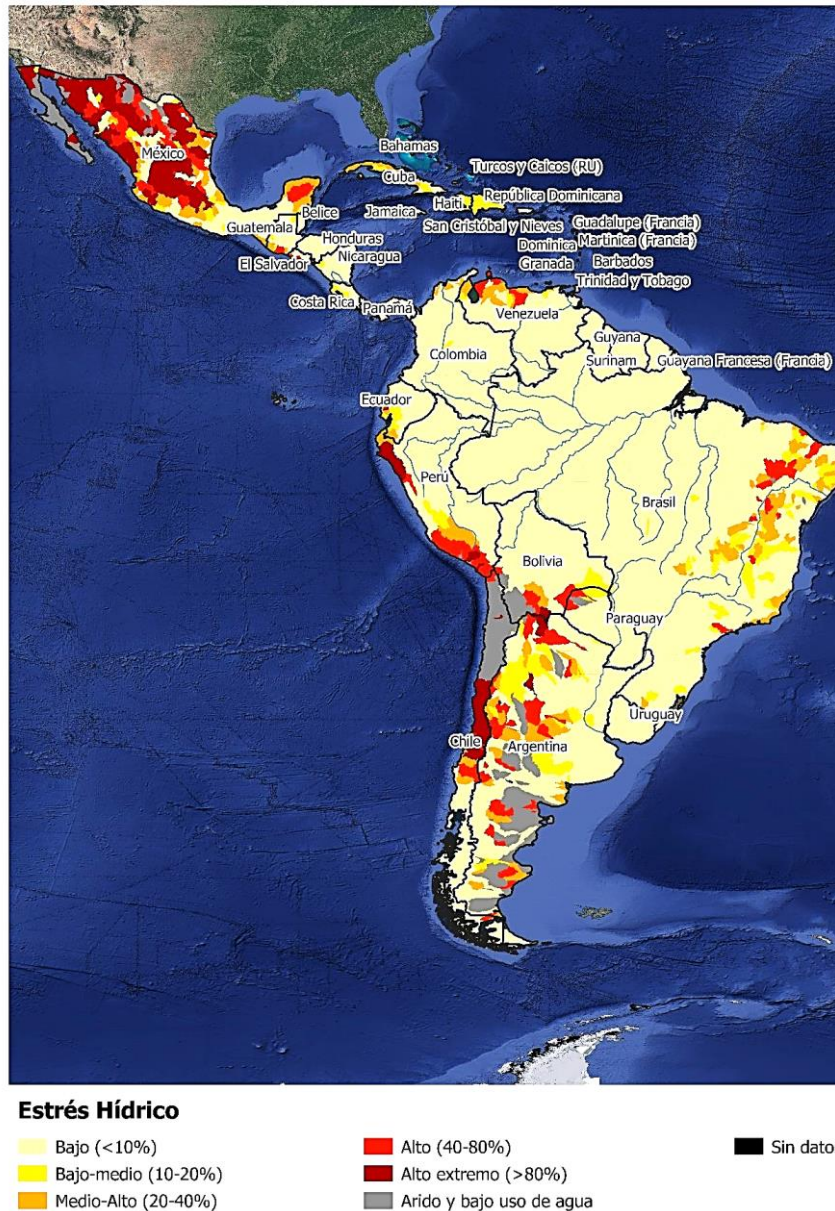 México
Bahamas
Turcos y Caicos (RU)
Cuba
República Dominicana
Haití
Belice
Jamaica
Guadalupe (Francia)
San Cristóbal y Nieves
Guatemala
Honduras
Dominica
Martinica (Francia)
Nicaragua
El Salvador
Granada
Barbados
Costa Rica
Trinidad y Tobago
Panamá
Venezuela
Guyana
Colombia
Surinam
Guayana Francesa (Francia)
Ecuador
Perú
Brasil
Bolivia
Paraguay
Uruguay
Chile
Argentina
Estrés Hídrico
Bajo (<10%)
Alto (40-80%)
Sin dato
Bajo-medio (10-20%)
Alto extremo (>80%)
Medio-Alto (20-40%)
Arido y bajo uso de agua